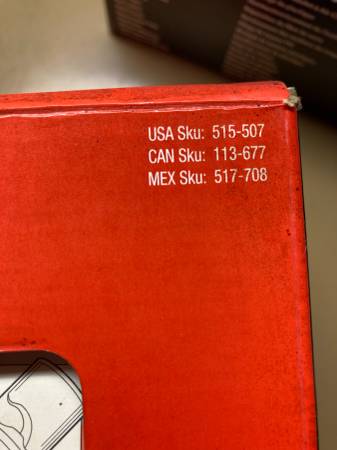 USA Sku: 515-507
CAN Sku: 113-677
MEX Sku: 517-708